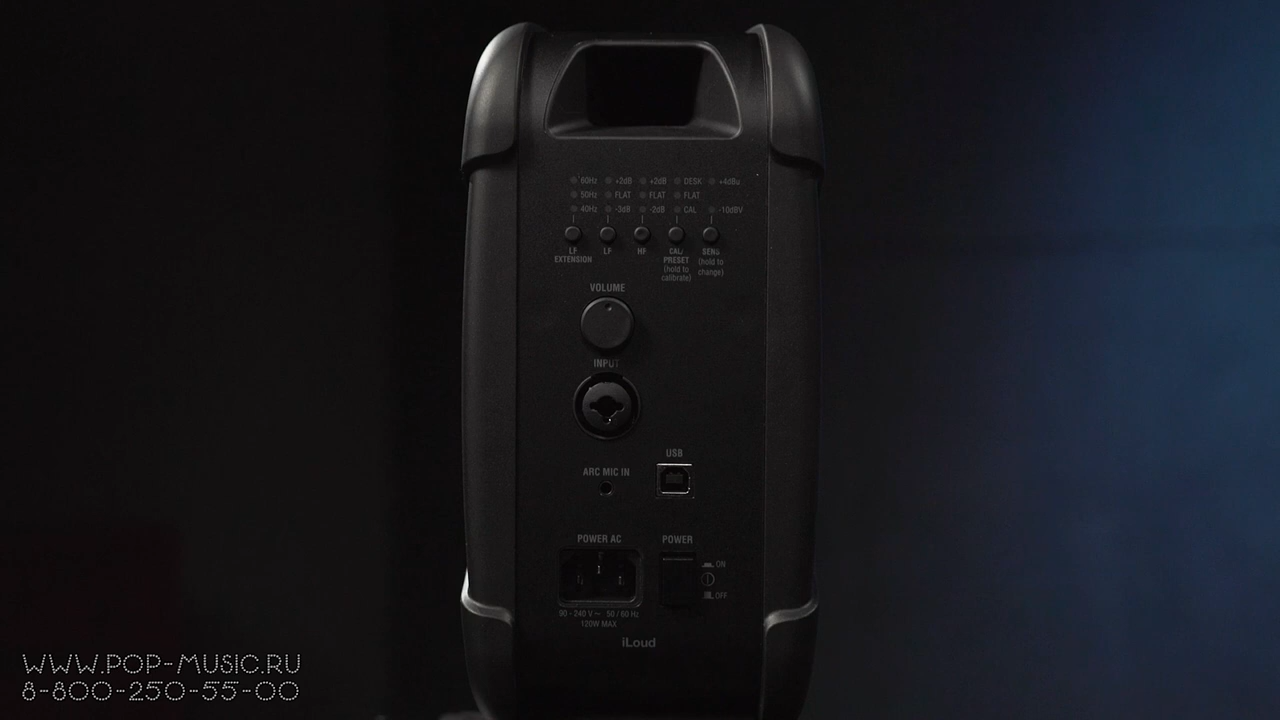 60Hz +2dB +2dB DESK +4dBu
50Hz FLAT FLAT FLAT
40Hz -3dB -2dB CAL -10dBV
LF EXTENSION LF HF CAL/ PRESET (hold to calibrate) SENS (hold to change)
VOLUME
INPUT
USB
ARC MIC IN
POWER AC POWER
ON
OFF
90 - 240 V ~ 50 / 60 Hz
120W MAX
iLoud
WWW.POP-MUSIC.RU
8-800-250-55-00